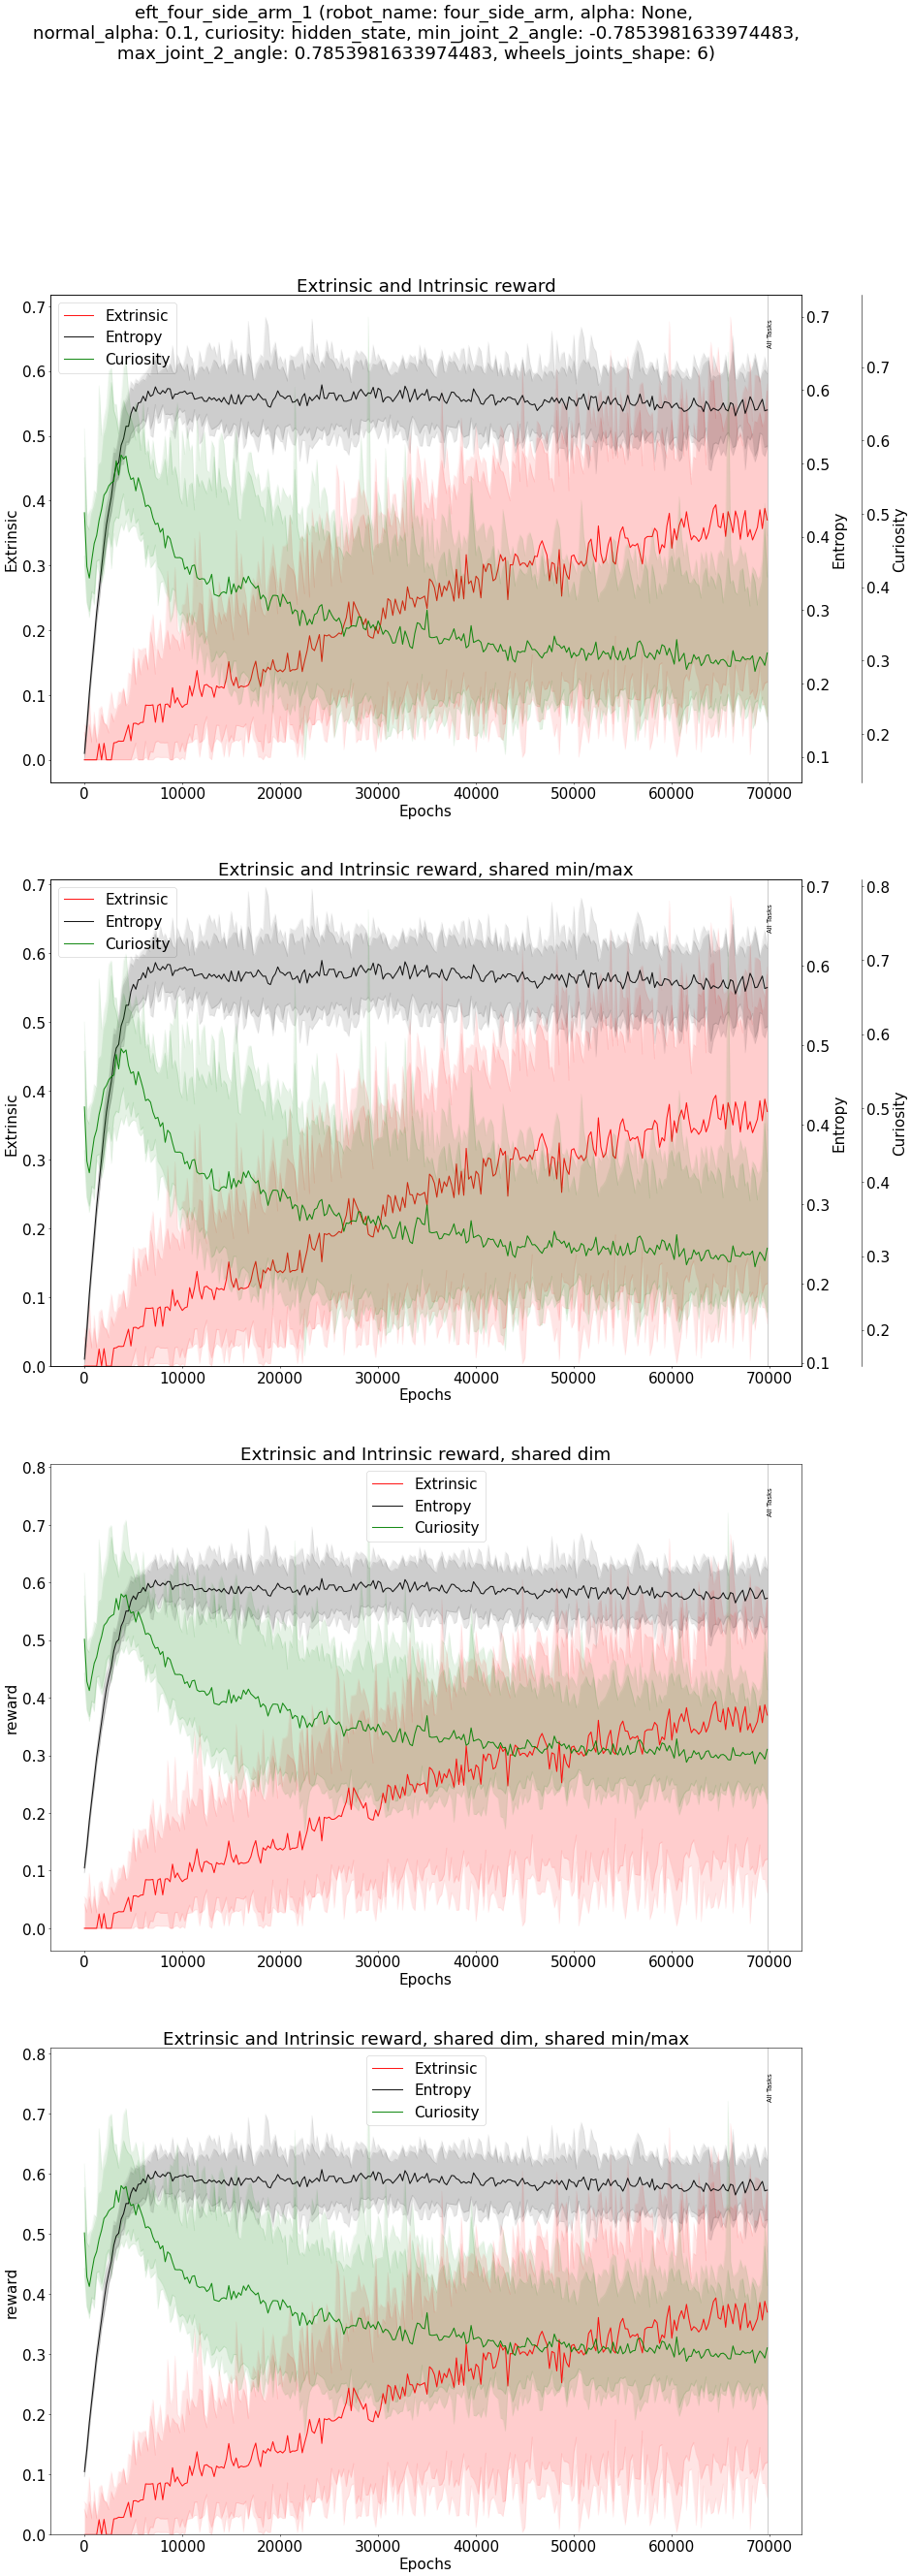 eft_four_side_arm_1 (robot_name: four_side_arm, alpha: None,
normal_alpha: 0.1, curiosity: hidden_state, min_joint_2_angle: -0.7853981633974483,
max_joint_2_angle: 0.7853981633974483, wheels_joints_shape: 6)
Extrinsic and Intrinsic reward
Extrinsic
Entropy
Curiosity
All Tasks
0.7
0.6
0.5
0.4
0.3
0.2
0.1
0.0
Extrinsic
0.7
0.6
0.5
0.4
0.3
0.2
0.1
Entropy
0.7
0.6
0.5
0.4
0.3
0.2
Curiosity
0 10000 20000 30000 40000 50000 60000 70000
Epochs
Extrinsic and Intrinsic reward, shared min/max
Extrinsic
Entropy
Curiosity
All Tasks
0.7
0.6
0.5
0.4
0.3
0.2
0.1
0.0
Extrinsic
0.7
0.6
0.5
0.4
0.3
0.2
0.1
Entropy
0.8
0.7
0.6
0.5
0.4
0.3
0.2
Curiosity
0 10000 20000 30000 40000 50000 60000 70000
Epochs
Extrinsic and Intrinsic reward, shared dim
Extrinsic
Entropy
Curiosity
All Tasks
0.8
0.7
0.6
0.5
0.4
0.3
0.2
0.1
0.0
reward
0 10000 20000 30000 40000 50000 60000 70000
Epochs
Extrinsic and Intrinsic reward, shared dim, shared min/max
Extrinsic
Entropy
Curiosity
All Tasks
0.8
0.7
0.6
0.5
0.4
0.3
0.2
0.1
0.0
reward
0 10000 20000 30000 40000 50000 60000 70000
Epochs